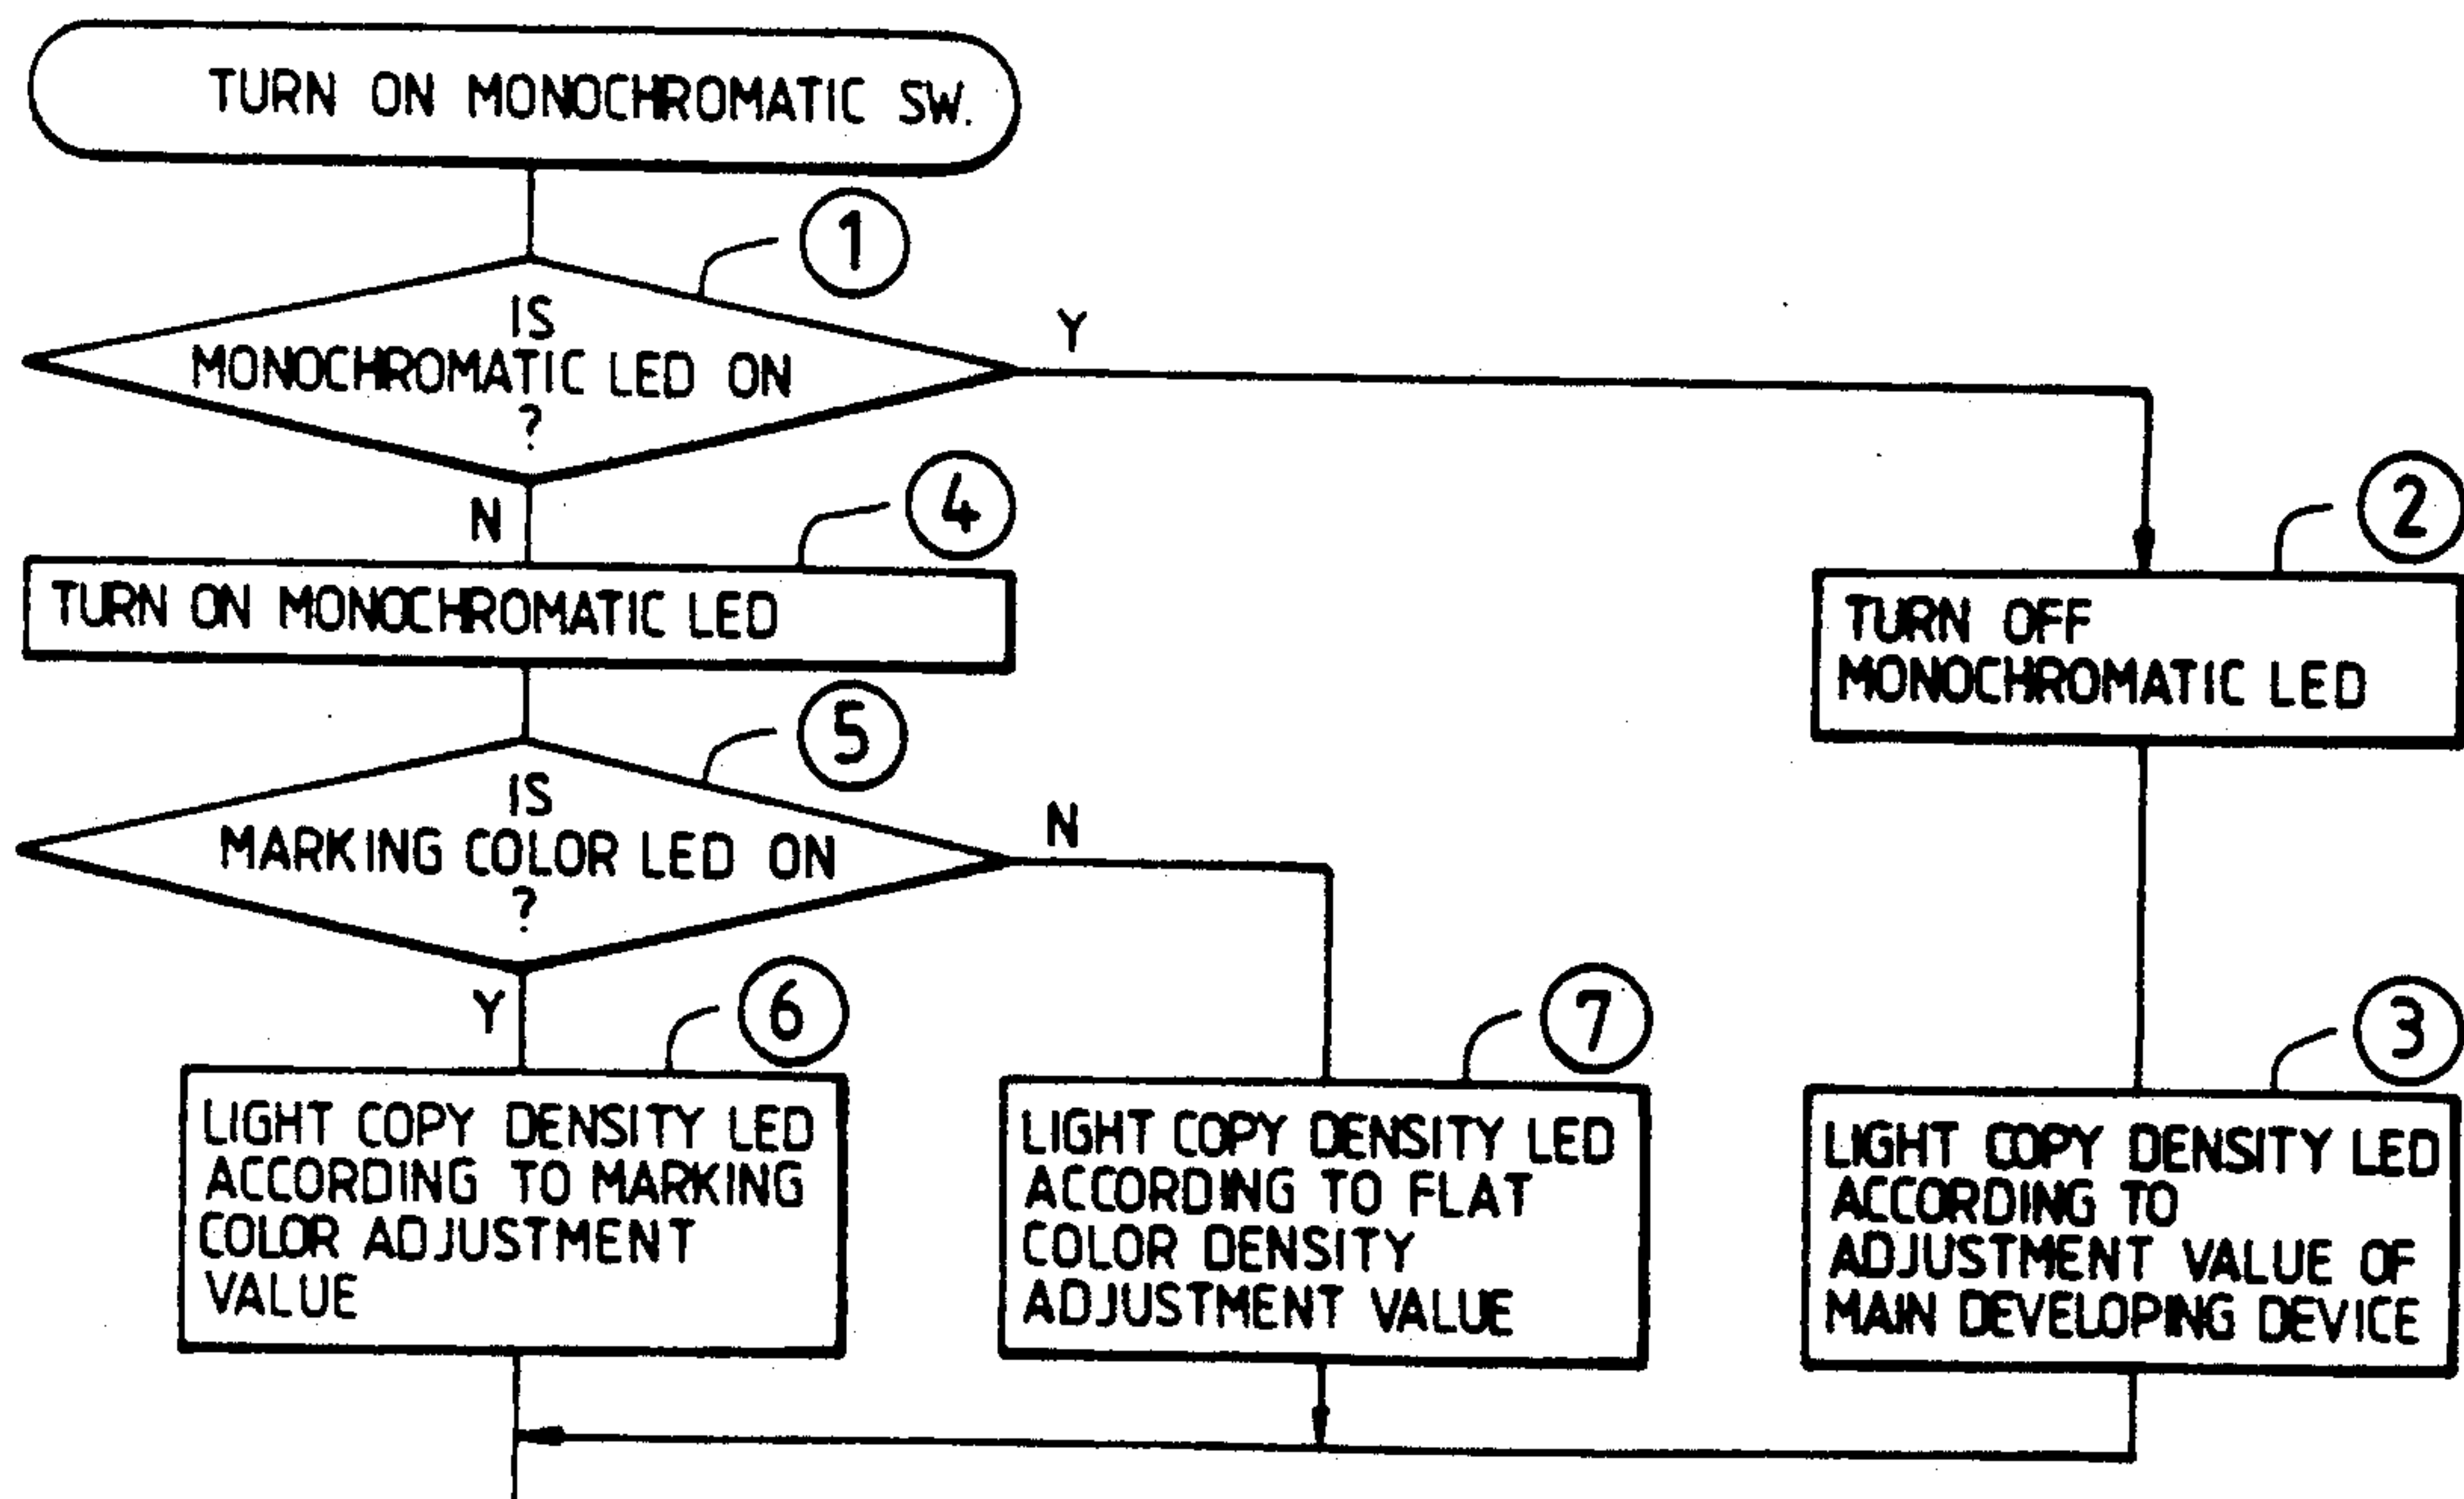 TURN ON MONOCHROMATIC SW.
1
IS
MONOCHROMATIC LED ON
?
Y
N
4
TURN ON MONOCHROMATIC LED
2
TURN OFF
MONOCHROMATIC LED
5
IS
MARKING COLOR LED ON
?
N
Y
6
LIGHT COPY DENSITY LED
ACCORDING TO MARKING
COLOR ADJUSTMENT
VALUE
7
LIGHT COPY DENSITY LED
ACCORDING TO FLAT
COLOR DENSITY
ADJUSTMENT VALUE
3
LIGHT COPY DENSITY LED
ACCORDING TO
ADJUSTMENT VALUE OF
MAIN DEVELOPING DEVICE